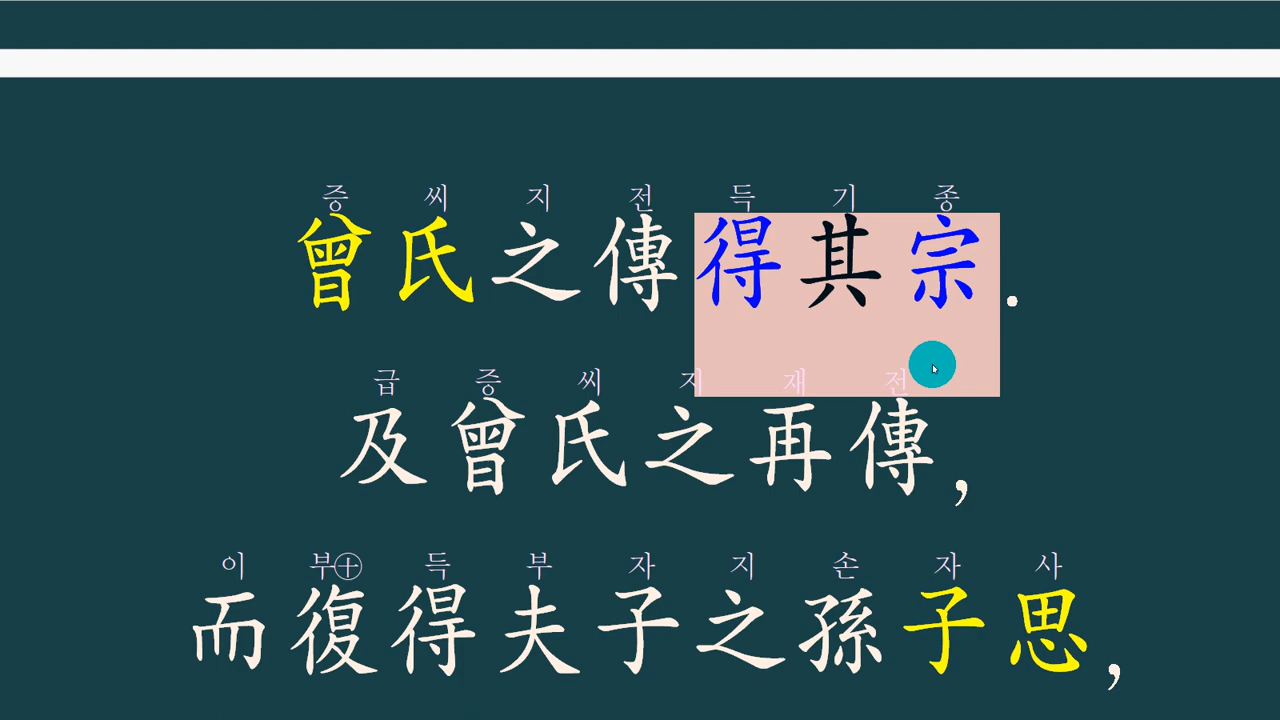 증 씨 지 전 득 기 종
曾氏之傳得其宗.
급 증 씨 지 재 전
及曾氏之再傳,
이 부㊉ 득 부 자 지 손 자 사
而復得夫子之孫子思,